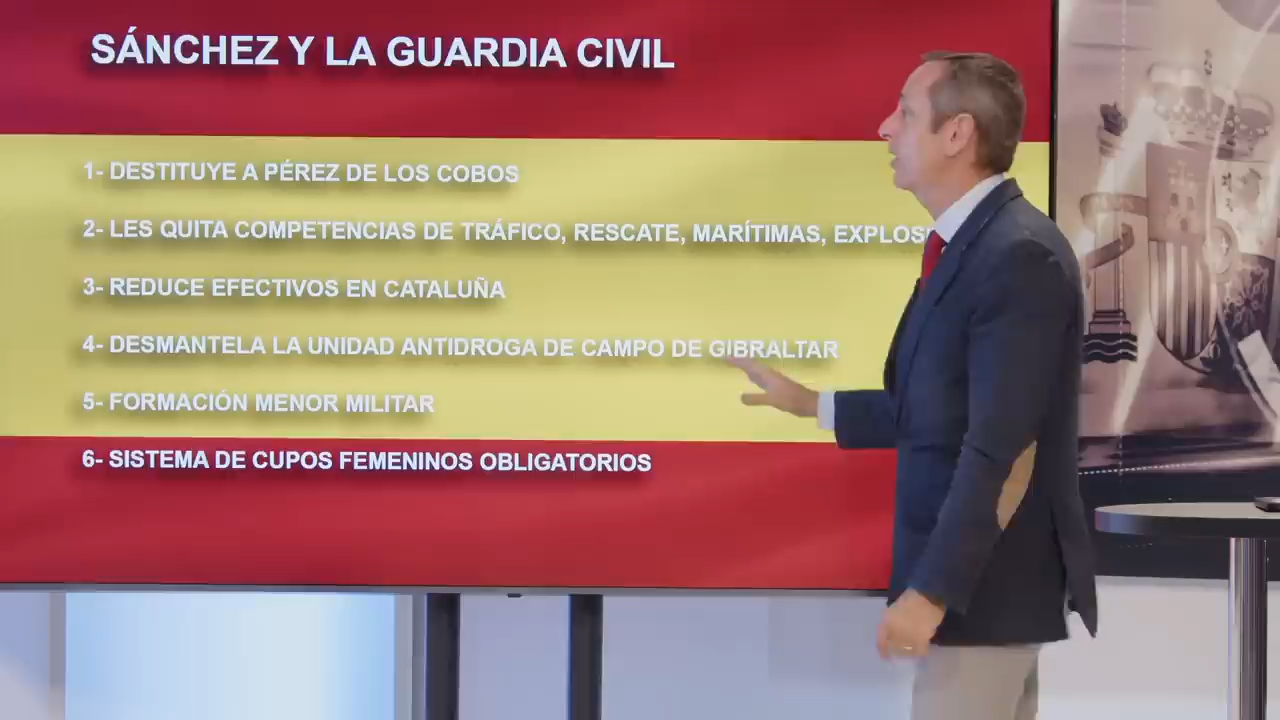 SÁNCHEZ Y LA GUARDIA CIVIL
1- DESTITUYE A PÉREZ DE LOS COBOS
2- LES QUITA COMPETENCIAS DE TRÁFICO, RESCATE, MARÍTIMAS,
3- REDUCE EFECTIVOS EN CATALUÑA
4- DESMANTELA LA UNIDAD ANTIDROGA DE CAMPO DE GIBRALTAR
5- FORMACIÓN MENOR MILITAR
6- SISTEMA DE CUPOS FEMENINOS OBLIGATORIOS